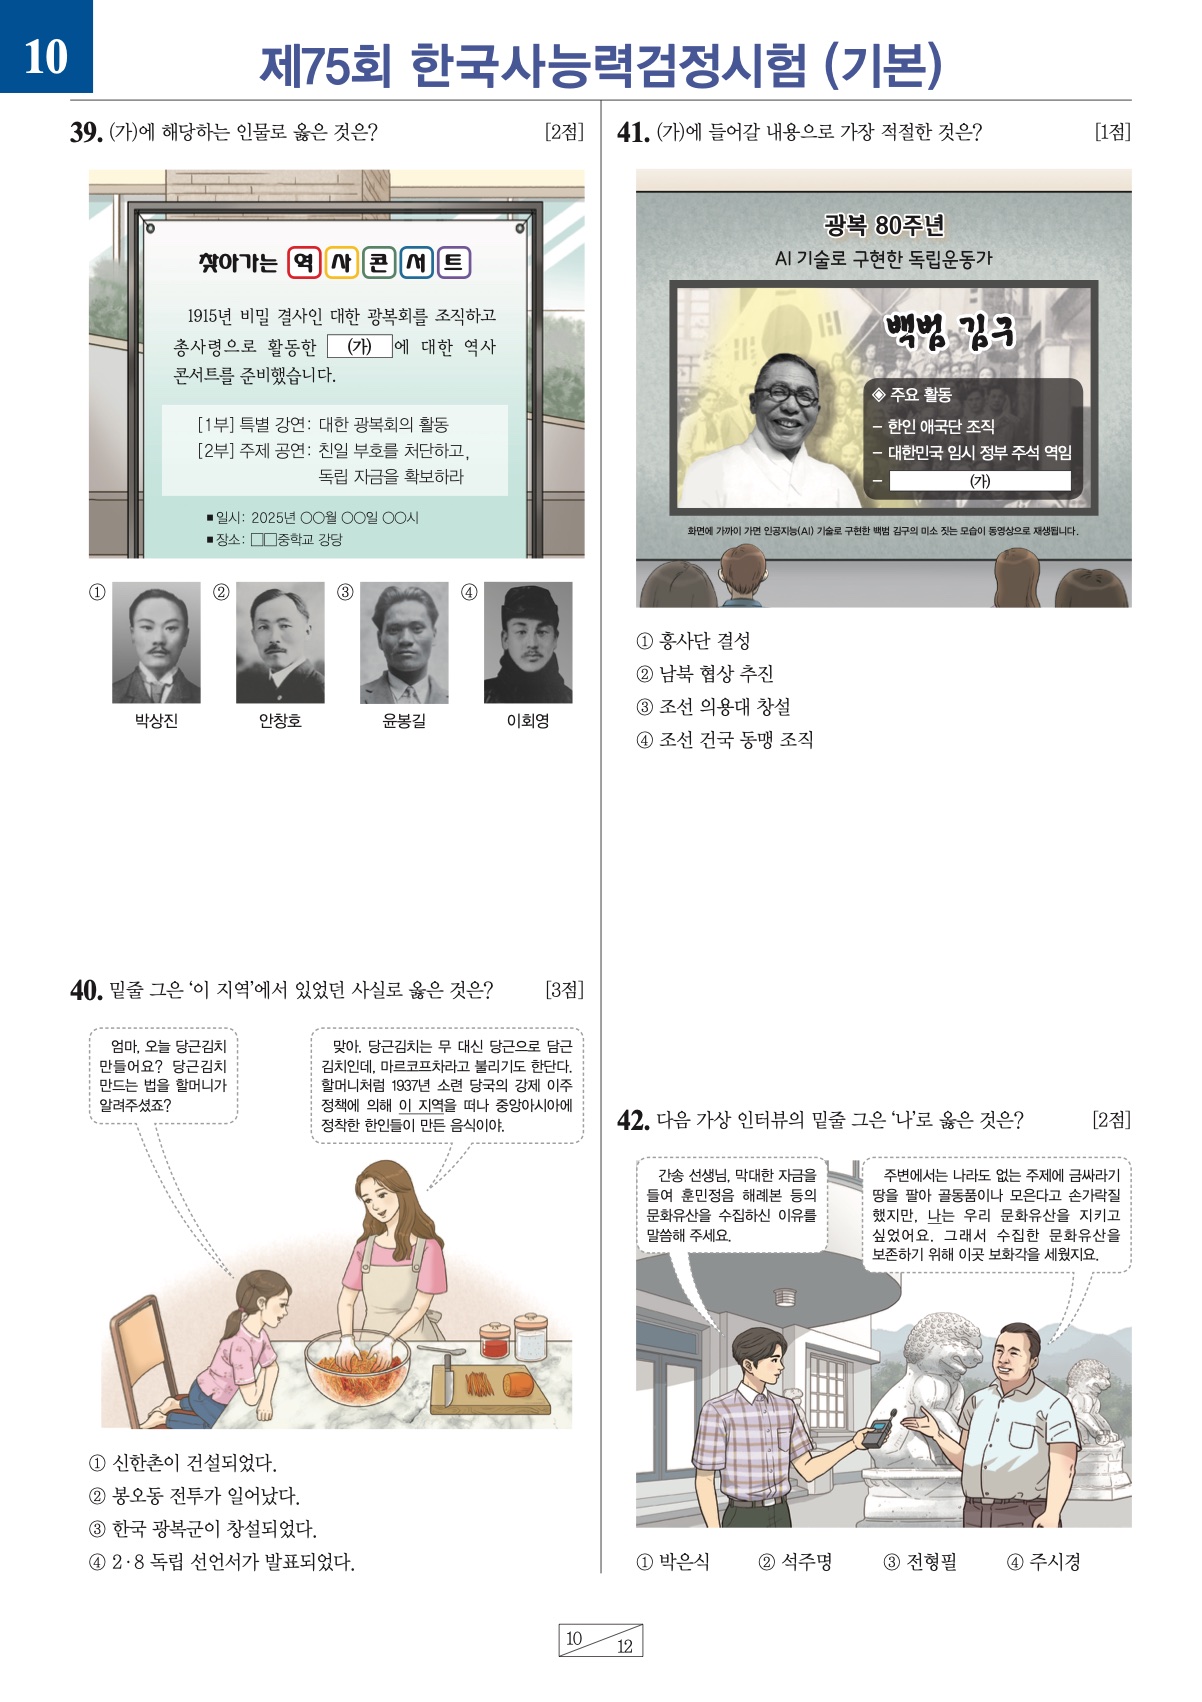 10
제75회 한국사능력검정시험 (기본)
39. (가)에 해당하는 인물로 옳은 것은? [2점]
찾아가는 역사콘서트
1915년 비밀 결사인 대한 광복회를 조직하고
총사령으로 활동한 (가) 에 대한 역사
콘서트를 준비했습니다.
[1부] 특별 강연: 대한 광복회의 활동
[2부] 주제 공연: 친일 부호를 처단하고,
독립 자금을 확보하라
■ 일시: 2025년 ○○월 ○○일 ○○시
■ 장소: □□중학교 강당
① ② ③ ④
박상진 안창호 윤봉길 이회영
40. 밑줄 그은 ‘이 지역’에서 있었던 사실로 옳은 것은? [3점]
엄마, 오늘 당근김치
만들어요? 당근김치
만드는 법을 할머니가
알려주셨죠?
맞아. 당근김치는 무 대신 당근으로 담근
김치인데, 마르코프차라고 불리기도 한단다.
할머니처럼 1937년 소련 당국의 강제 이주
정책에 의해 이 지역을 떠나 중앙아시아에
정착한 한인들이 만든 음식이야.
① 신한촌이 건설되었다.
② 봉오동 전투가 일어났다.
③ 한국 광복군이 창설되었다.
④ 2·8 독립 선언서가 발표되었다.
41. (가)에 들어갈 내용으로 가장 적절한 것은? [1점]
광복 80주년
AI 기술로 구현한 독립운동가
백범 김구
◈ 주요 활동
- 한인 애국단 조직
- 대한민국 임시 정부 주석 역임
- (가)
화면에 가까이 가면 인공지능(AI) 기술로 구현한 백범 김구의 미소 짓는 모습이 동영상으로 재생됩니다.
① 흥사단 결성
② 남북 협상 추진
③ 조선 의용대 창설
④ 조선 건국 동맹 조직
42. 다음 가상 인터뷰의 밑줄 그은 ‘나’로 옳은 것은? [2점]
간송 선생님, 막대한 자금을
들여 훈민정음 해례본 등의
문화유산을 수집하신 이유를
말씀해 주세요.
주변에서는 나라도 없는 주제에 금싸라기
땅을 팔아 골동품이나 모은다고 손가락질
했지만, 나는 우리 문화유산을 지키고
싶었어요. 그래서 수집한 문화유산을
보존하기 위해 이곳 보화각을 세웠지요.
① 박은식 ② 석주명 ③ 전형필 ④ 주시경
10
12